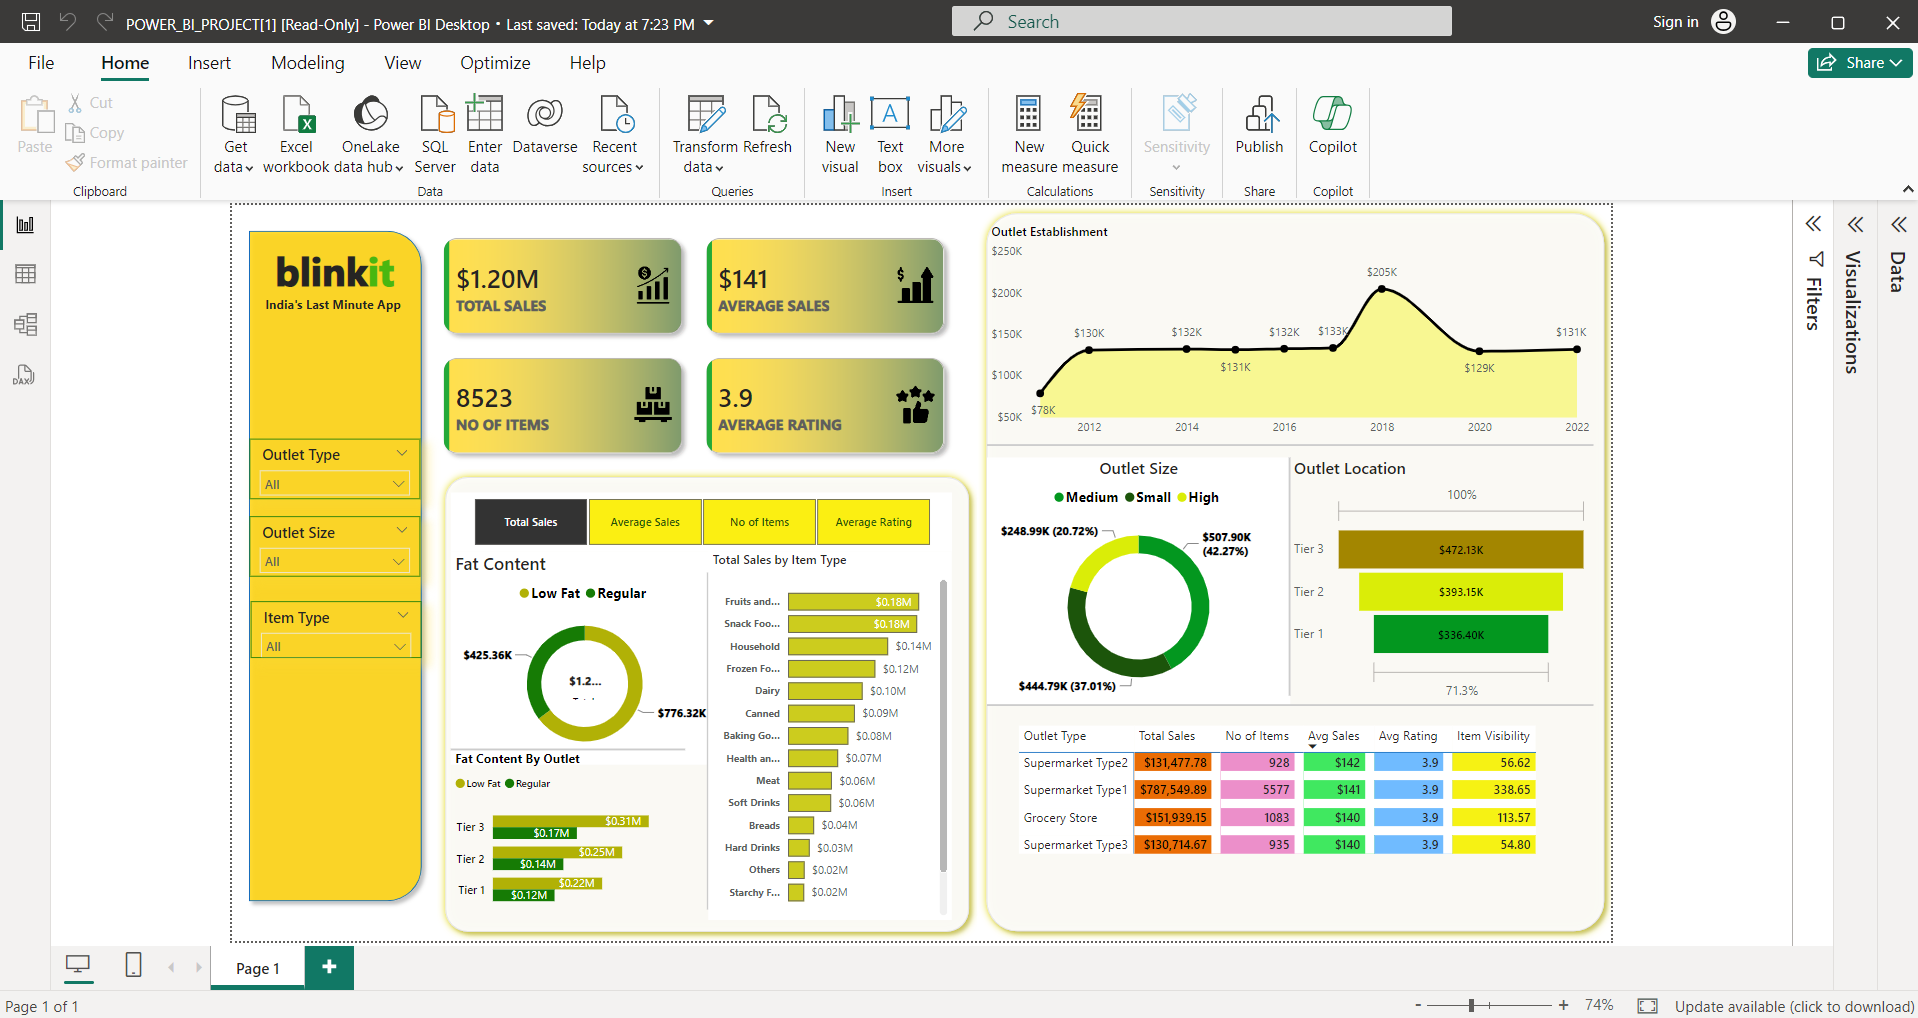 POWER_BI_PROJECT[1] [Read-Only] - Power BI Desktop • Last saved: Today at 7:23 PM
Search
Sign in
File Home Insert Modeling View Optimize Help
Share
Paste
Cut
Copy
Format painter
Clipboard
Get data
Excel workbook
OneLake data hub
SQL Server
Enter data
Dataverse
Recent sources
Data
Transform data
Refresh
Queries
New visual
Text box
More visuals
Insert
New measure
Quick measure
Calculations
Sensitivity
Sensitivity
Publish
Share
Copilot
Copilot
DAX
blinkit
India's Last Minute App
Outlet Type
All
Outlet Size
All
Item Type
All
$1.20M
TOTAL SALES
$141
AVERAGE SALES
8523
NO OF ITEMS
3.9
AVERAGE RATING
Total Sales
Average Sales
No of Items
Average Rating
Fat Content
Low Fat Regular
$425.36K
$1.2...
$776.32K
Fat Content By Outlet
Low Fat Regular
Tier 3 $0.31M $0.17M
Tier 2 $0.25M $0.14M
Tier 1 $0.22M $0.12M
Total Sales by Item Type
Fruits and... $0.18M
Snack Foo... $0.18M
Household $0.14M
Frozen Fo... $0.12M
Dairy $0.10M
Canned $0.09M
Baking Go... $0.08M
Health an... $0.07M
Meat $0.06M
Soft Drinks $0.06M
Breads $0.04M
Hard Drinks $0.03M
Others $0.02M
Starchy F... $0.02M
Outlet Establishment
$250K
$200K
$150K
$100K
$50K
$78K
$130K
$132K
$131K
$132K
$133K
$205K
$129K
$131K
2012 2014 2016 2018 2020 2022
Outlet Size
Medium Small High
$248.99K (20.72%)
$507.90K
(42.27%)
$444.79K (37.01%)
Outlet Location
100%
Tier 3 $472.13K
Tier 2 $393.15K
Tier 1 $336.40K
71.3%
Outlet Type Total Sales No of Items Avg Sales Avg Rating Item Visibility
Supermarket Type2 $131,477.78 928 $142 3.9 56.62
Supermarket Type1 $787,549.89 5577 $141 3.9 338.65
Grocery Store $151,939.15 1083 $140 3.9 113.57
Supermarket Type3 $130,714.67 935 $140 3.9 54.80
Filters
Visualizations
Data
Page 1
Page 1 of 1
- + 74%
Update available (click to download)